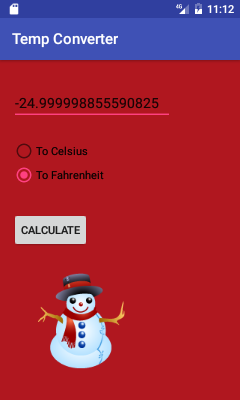 4G 11:12
Temp Converter
-24.999998855590825
To Celsius
To Fahrenheit
CALCULATE